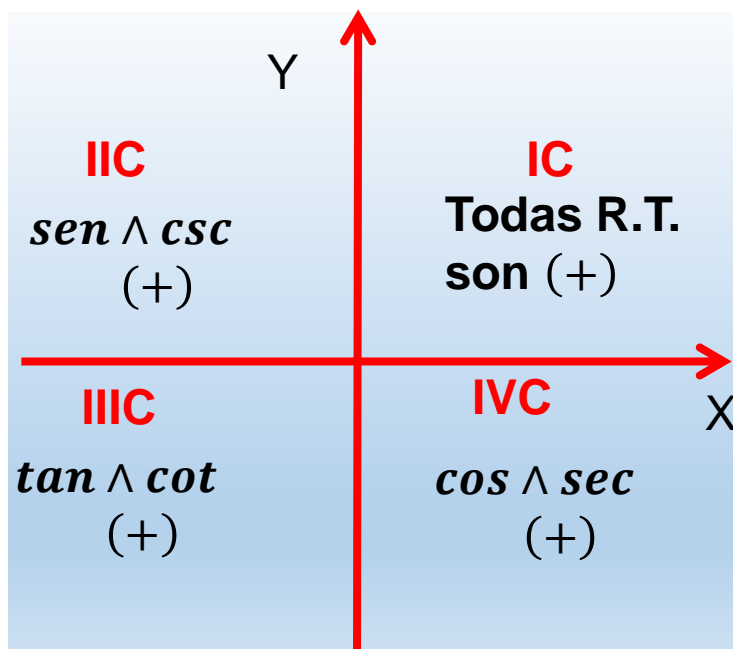 Y
IIC
sen ∧ csc
(+)
IC
Todas R.T.
son (+)
IIIC
tan ∧ cot
(+)
IVC
X
cos ∧ sec
(+)